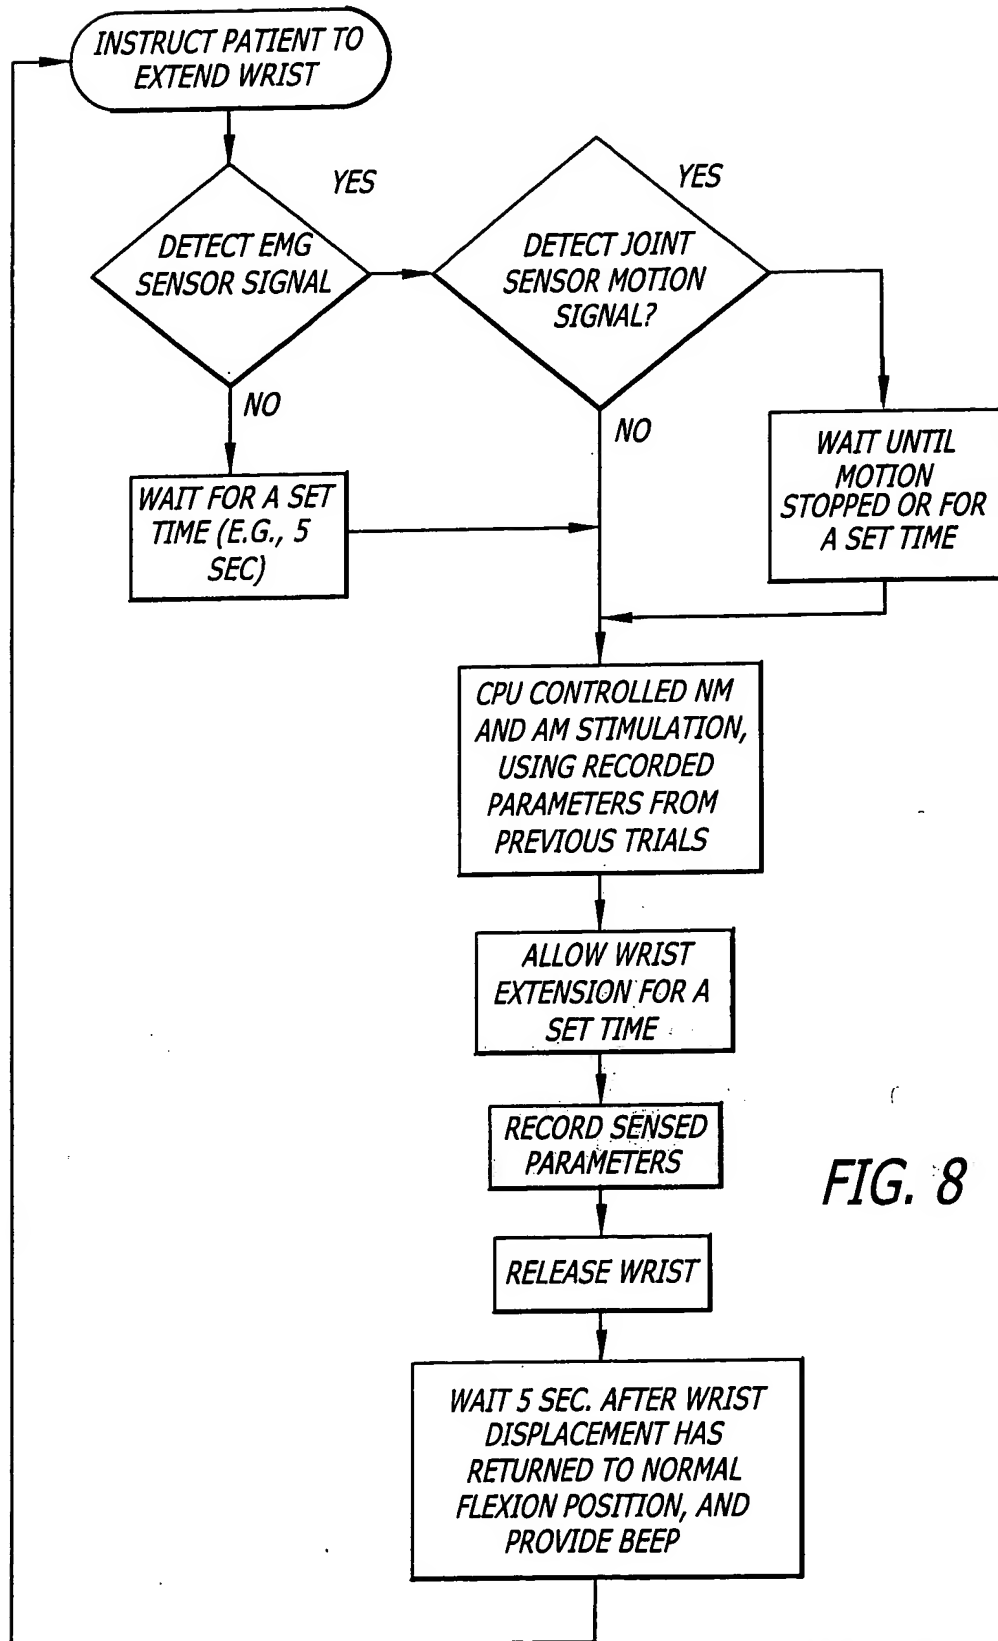 INSTRUCT PATIENT TO
EXTEND WRIST
YES
DETECT EMG
SENSOR SIGNAL
NO
YES
DETECT JOINT
SENSOR MOTION
SIGNAL?
NO
WAIT FOR A SET
TIME (E.G., 5
SEC)
WAIT UNTIL
MOTION
STOPPED OR FOR
A SET TIME
CPU CONTROLLED NM
AND AM STIMULATION,
USING RECORDED
PARAMETERS FROM
PREVIOUS TRIALS
ALLOW WRIST
EXTENSION FOR A
SET TIME
RECORD SENSED
PARAMETERS
RELEASE WRIST
WAIT 5 SEC. AFTER WRIST
DISPLACEMENT HAS
RETURNED TO NORMAL
FLEXION POSITION, AND
PROVIDE BEEP
FIG. 8